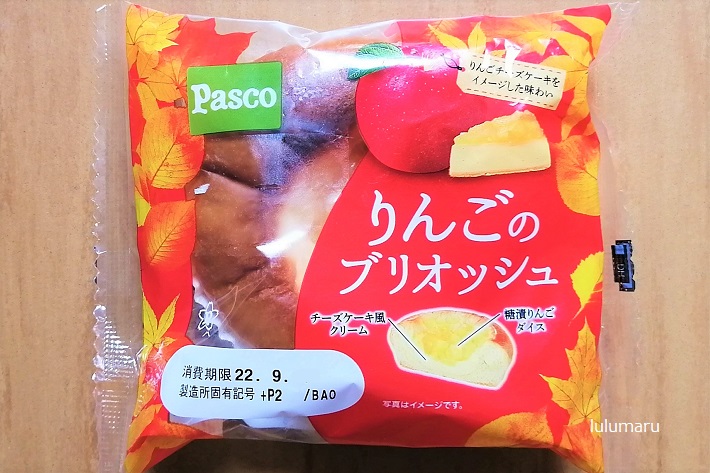 Pasco
りんごチーズケーキを
イメージした味わい
りんごの
ブリオッシュ
チーズケーキ風
クリーム
糖漬りんご
ダイス
消費期限 22. 9.
製造所固有記号 +P2 /BAO
写真はイメージです。
lulumaru